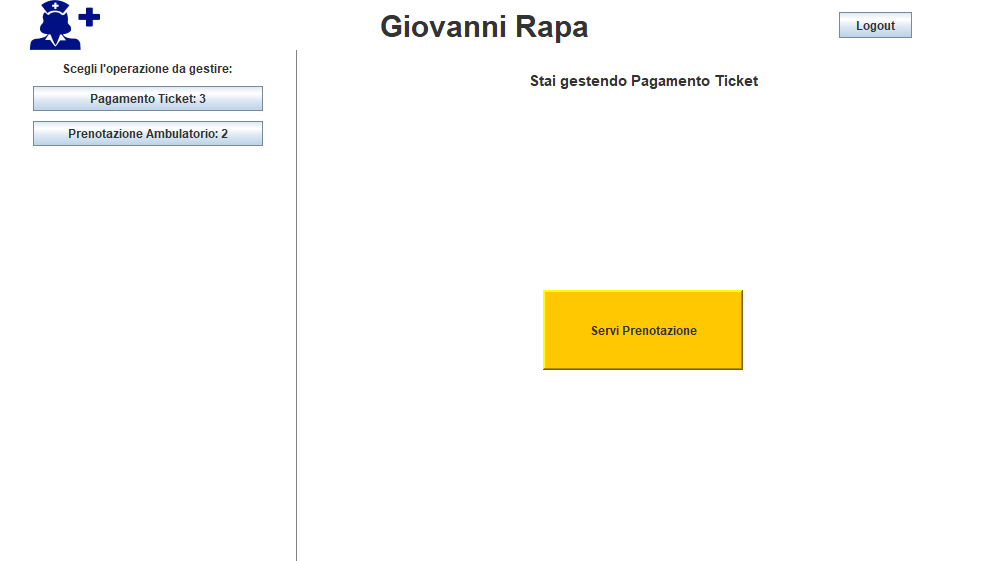 Giovanni Rapa
Logout
Scegli l'operazione da gestire:
Pagamento Ticket: 3
Prenotazione Ambulatorio: 2
Stai gestendo Pagamento Ticket
Servi Prenotazione